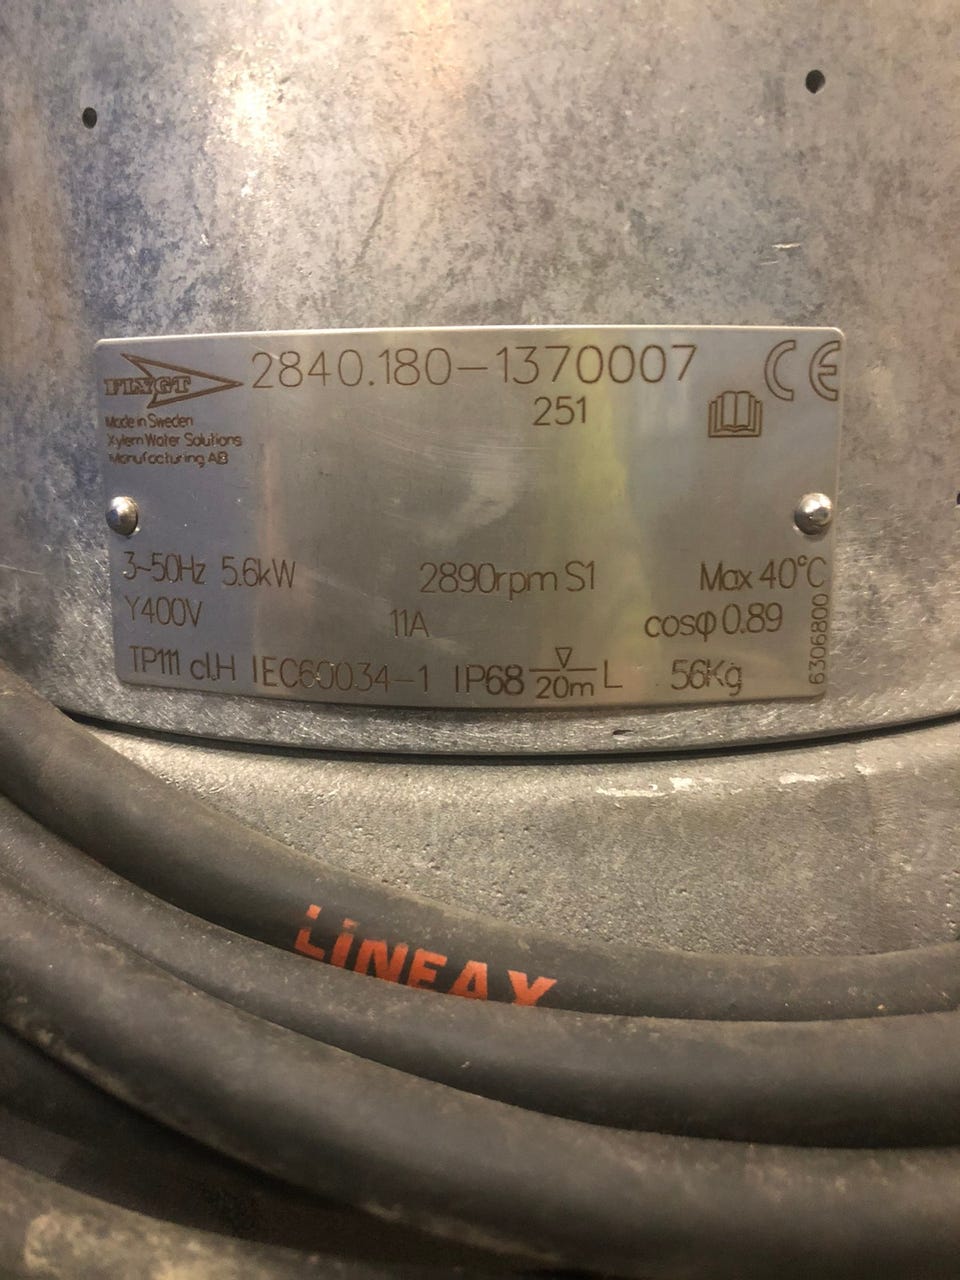 FLYGT
2840.180-1370007
251
CE
Made in Sweden
Xylem Water Solutions
Manufacturing AB
3~50Hz 5.6kW 2890rpm S1 Max 40°C
Y400V 11A cosφ 0.89
TP111 cl.H IEC60034-1 IP68 ▽ 20m L 56Kg
6306800
LINEAX